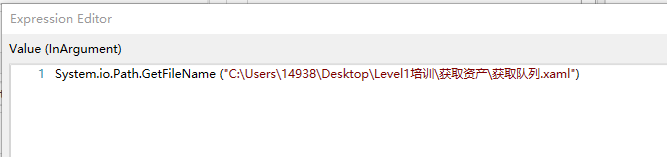 Expression Editor
Value (InArgument)
1 System.io.Path.GetFileName ("C:\Users\14938\Desktop\Level1培训\获取资产\获取队列.xaml")